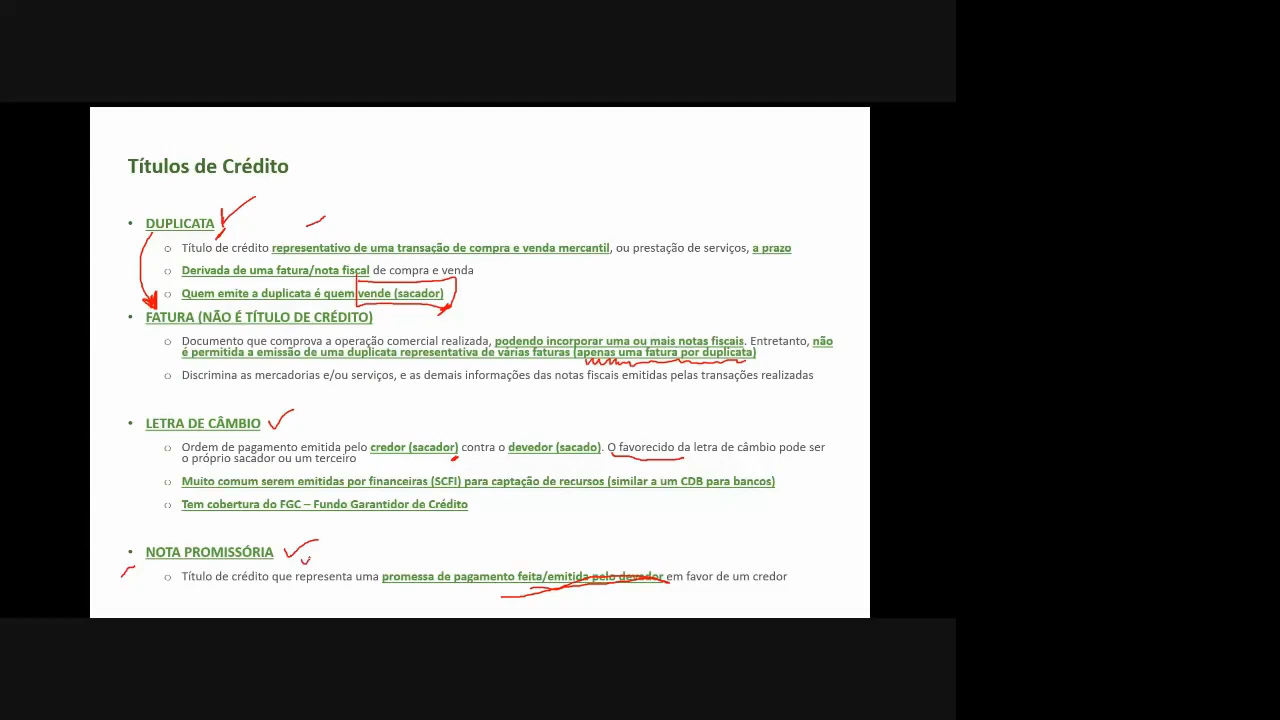 Títulos de Crédito
• DUPLICATA
○ Título de crédito representativo de uma transação de compra e venda mercantil, ou prestação de serviços, a prazo
○ Derivada de uma fatura/nota fiscal de compra e venda
○ Quem emite a duplicata é quem vende (sacador)
• FATURA (NÃO É TÍTULO DE CRÉDITO)
○ Documento que comprova a operação comercial realizada, podendo incorporar uma ou mais notas fiscais. Entretanto, não
é permitida a emissão de uma duplicata representativa de várias faturas (apenas uma fatura por duplicata)
○ Discrimina as mercadorias e/ou serviços, e as demais informações das notas fiscais emitidas pelas transações realizadas
• LETRA DE CÂMBIO
○ Ordem de pagamento emitida pelo credor (sacador) contra o devedor (sacado). O favorecido da letra de câmbio pode ser
o próprio sacador ou um terceiro
○ Muito comum serem emitidas por financeiras (SCFI) para captação de recursos (similar a um CDB para bancos)
○ Tem cobertura do FGC – Fundo Garantidor de Crédito
• NOTA PROMISSÓRIA
○ Título de crédito que representa uma promessa de pagamento feita/emitida pelo devedor em favor de um credor